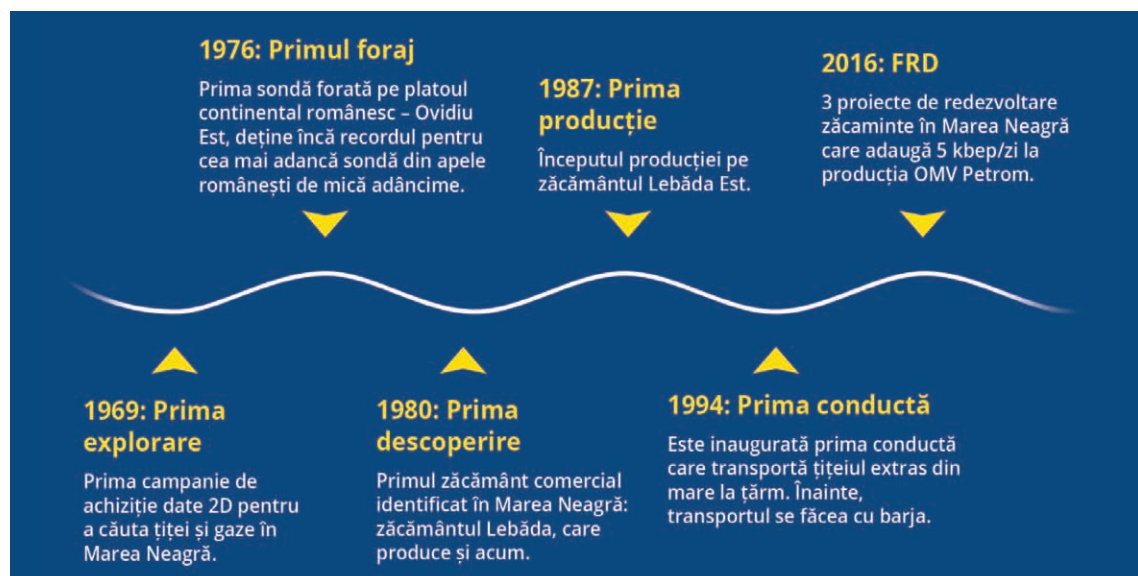 1976: Primul foraj
Prima sondă forată pe platoul
continental românesc – Ovidiu
Est, deține încă recordul pentru
cea mai adancă sondă din apele
românești de mică adâncime.
1987: Prima
producție
Începutul producției pe
zăcământul Lebăda Est.
2016: FRD
3 proiecte de redezvoltare
zăcaminte în Marea Neagră
care adaugă 5 kbep/zi la
producția OMV Petrom.
1969: Prima
explorare
Prima campanie de
achiziție date 2D pentru
a căuta țiței și gaze în
Marea Neagră.
1980: Prima
descoperire
Primul zăcământ comercial
identificat în Marea Neagră:
zăcământul Lebăda, care
produce și acum.
1994: Prima conductă
Este inaugurată prima conductă
care transportă țițeiul extras din
mare la țărm. Înainte,
transportul se făcea cu barja.